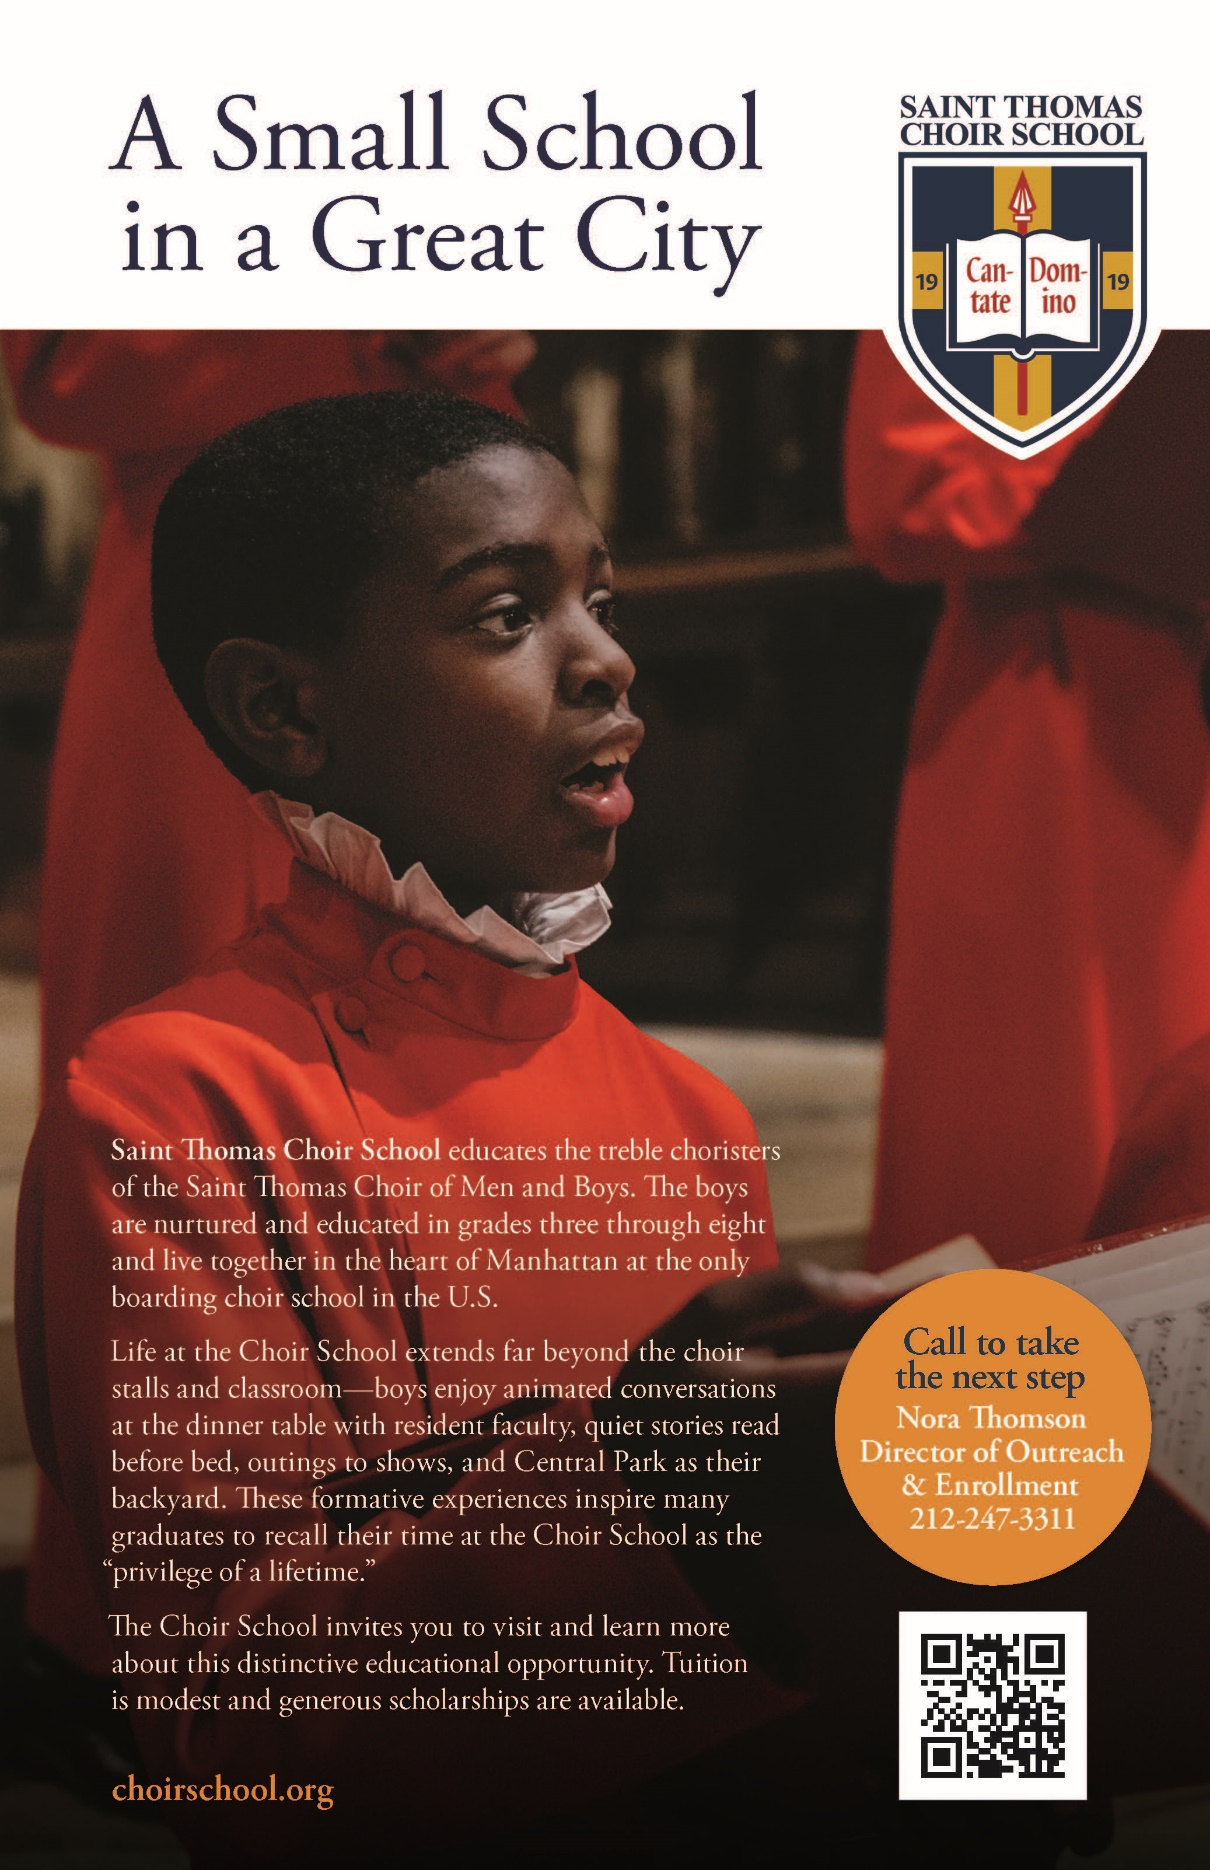 A Small School
in a Great City
SAINT THOMAS
CHOIR SCHOOL
19
Can-
tate
Dom-
ino
19
Saint Thomas Choir School educates the treble choristers
of the Saint Thomas Choir of Men and Boys. The boys
are nurtured and educated in grades three through eight
and live together in the heart of Manhattan at the only
boarding choir school in the U.S.
Life at the Choir School extends far beyond the choir
stalls and classroom—boys enjoy animated conversations
at the dinner table with resident faculty, quiet stories read
before bed, outings to shows, and Central Park as their
backyard. These formative experiences inspire many
graduates to recall their time at the Choir School as the
“privilege of a lifetime.”
The Choir School invites you to visit and learn more
about this distinctive educational opportunity. Tuition
is modest and generous scholarships are available.
choirschool.org
Call to take
the next step
Nora Thomson
Director of Outreach
& Enrollment
212-247-3311